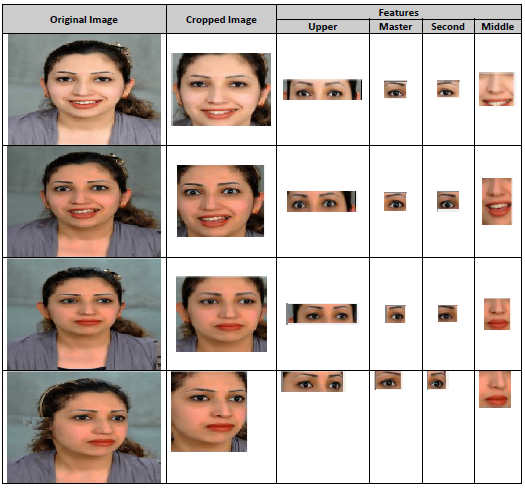 Original Image
Cropped Image
Features
Upper
Master
Second
Middle